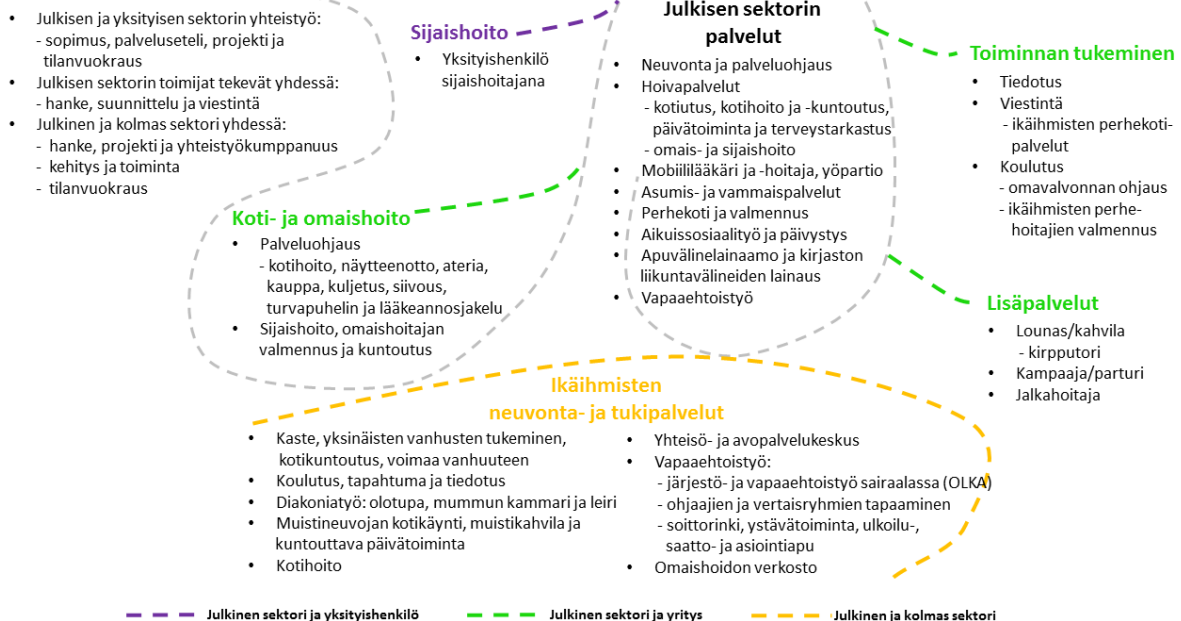 • Julkisen ja yksityisen sektorin yhteistyö:
- sopimus, palveluseteli, projekti ja
tilanvuokraus
• Julkisen sektorin toimijat tekevät yhdessä:
- hanke, suunnittelu ja viestintä
• Julkinen ja kolmas sektori yhdessä:
- hanke, projekti ja yhteistyökumppanuus
- kehitys ja toiminta
- tilanvuokraus
Sijaishoito
• Yksityishenkilö
sijaishoitajana
Julkisen sektorin
palvelut
• Neuvonta ja palveluohjaus
• Hoivapalvelut
- kotiutus, kotihoito ja -kuntoutus,
päivätoiminta ja terveystarkastus
- omais- ja sijaishoito
• Mobiililääkäri ja -hoitaja, yöpartio
• Asumis- ja vammaispalvelut
• Perhekoti ja valmennus
• Aikuissosiaalityö ja päivystys
• Apuvälinelainaamo ja kirjaston
liikuntavälineiden lainaus
• Vapaaehtoistyö
Toiminnan tukeminen
• Tiedotus
• Viestintä
- ikäihmisten perhekoti-
palvelut
• Koulutus
- omavalvonnan ohjaus
- ikäihmisten perhe-
hoitajien valmennus
Koti- ja omaishoito
• Palveluohjaus
- kotihoito, näytteenotto, ateria,
kauppa, kuljetus, siivous,
turvapuhelin ja lääkeannosjakelu
• Sijaishoito, omaishoitajan
valmennus ja kuntoutus
Lisäpalvelut
• Lounas/kahvila
- kirpputori
• Kampaaja/parturi
• Jalkahoitaja
Ikäihmisten
neuvonta- ja tukipalvelut
• Kaste, yksinäisten vanhusten tukeminen,
kotikuntoutus, voimaa vanhuuteen
• Koulutus, tapahtuma ja tiedotus
• Diakoniatyö: olotupa, mummun kammari ja leiri
• Muistineuvojan kotikäynti, muistikahvila ja
kuntouttava päivätoiminta
• Kotihoito
• Yhteisö- ja avopalvelukeskus
• Vapaaehtoistyö:
- järjestö- ja vapaaehtoistyö sairaalassa (OLKA)
- ohjaajien ja vertaisryhmien tapaaminen
- soittorinki, ystävätoiminta, ulkoilu-,
saatto- ja asiointiapu
• Omaishoidon verkosto
Julkinen sektori ja yksityishenkilö
Julkinen sektori ja yritys
Julkinen ja kolmas sektori